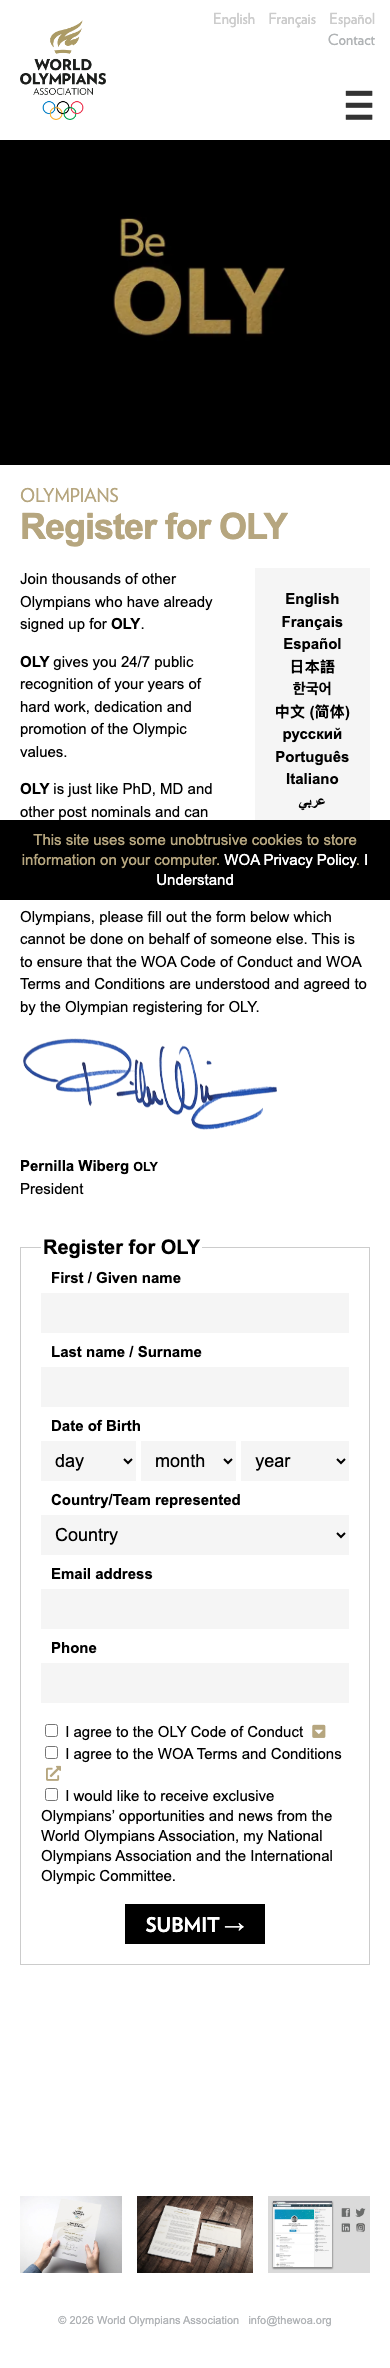 English Français Español
Contact
WORLD
OLYMPIANS
ASSOCIATION
Be
OLY
OLYMPIANS
Register for OLY
Join thousands of other
Olympians who have already
signed up for OLY.
OLY gives you 24/7 public
recognition of your years of
hard work, dedication and
promotion of the Olympic
values.
OLY is just like PhD, MD and
other post nominals and can
English
Français
Español
日本語
한국어
中文 (简体)
русский
Português
Italiano
عربي
This site uses some unobtrusive cookies to store
information on your computer. WOA Privacy Policy. I
Understand
Olympians, please fill out the form below which
cannot be done on behalf of someone else. This is
to ensure that the WOA Code of Conduct and WOA
Terms and Conditions are understood and agreed to
by the Olympian registering for OLY.
Pernilla Wiberg OLY
President
Register for OLY
First / Given name
Last name / Surname
Date of Birth
day month year
Country/Team represented
Country
Email address
Phone
I agree to the OLY Code of Conduct
I agree to the WOA Terms and Conditions
I would like to receive exclusive
Olympians' opportunities and news from the
World Olympians Association, my National
Olympians Association and the International
Olympic Committee.
SUBMIT →
© 2026 World Olympians Association info@thewoa.org